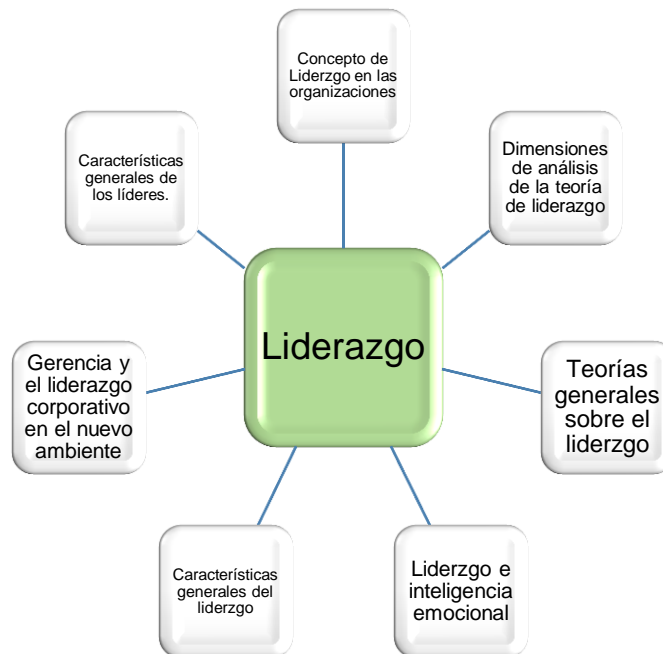 Concepto de
Liderzgo en las
organizaciones
Dimensiones
de análisis
de la teoría
de liderazgo
Teorías
generales
sobre el
liderzgo
Liderzgo e
inteligencia
emocional
Características
generales del
liderzgo
Gerencia y
el liderazgo
corporativo
en el nuevo
ambiente
Características
generales de
los líderes.
Liderazgo